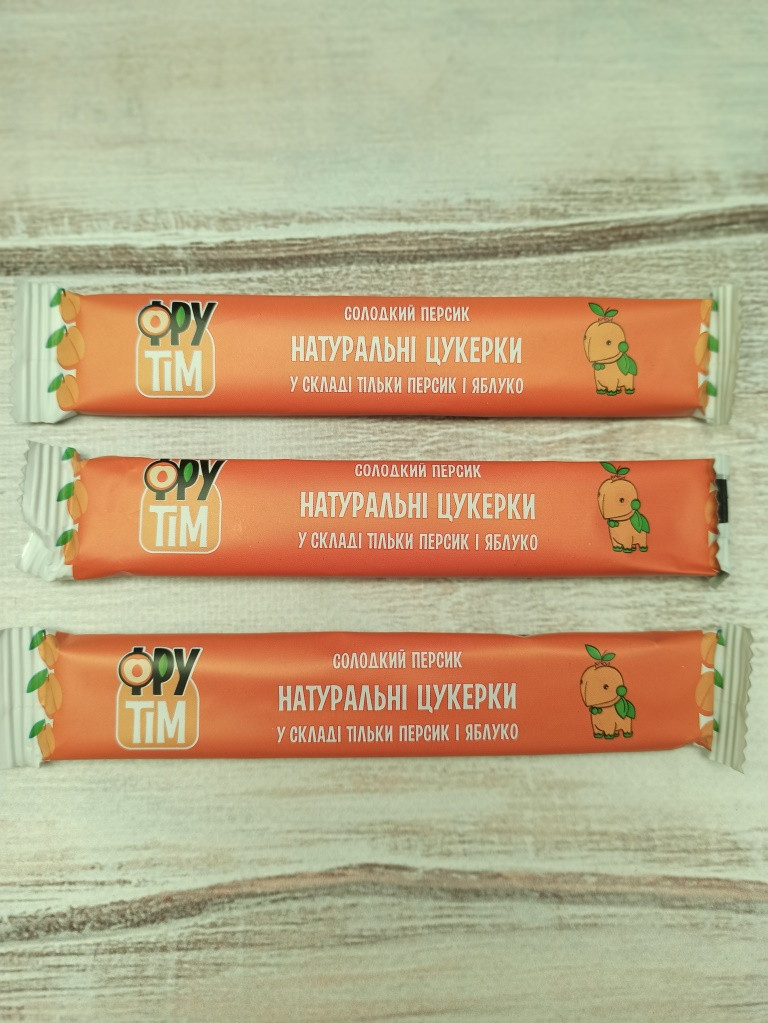 ФРУ
ТІМ
СОЛОДКИЙ ПЕРСИК
НАТУРАЛЬНІ ЦУКЕРКИ
У СКЛАДІ ТІЛЬКИ ПЕРСИК І ЯБЛУКО
ФРУ
ТІМ
СОЛОДКИЙ ПЕРСИК
НАТУРАЛЬНІ ЦУКЕРКИ
У СКЛАДІ ТІЛЬКИ ПЕРСИК І ЯБЛУКО
ФРУ
ТІМ
СОЛОДКИЙ ПЕРСИК
НАТУРАЛЬНІ ЦУКЕРКИ
У СКЛАДІ ТІЛЬКИ ПЕРСИК І ЯБЛУКО